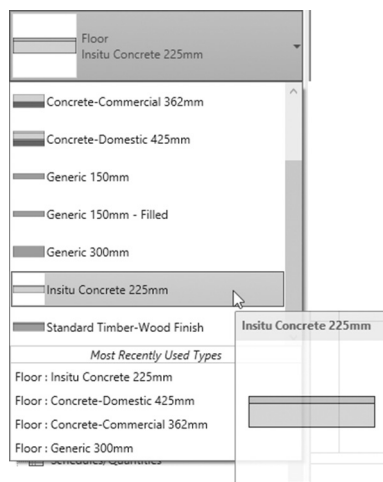 Floor
Insitu Concrete 225mm
Concrete-Commercial 362mm
Concrete-Domestic 425mm
Generic 150mm
Generic 150mm - Filled
Generic 300mm
Insitu Concrete 225mm
Standard Timber-Wood Finish
Insitu Concrete 225mm
Most Recently Used Types
Floor : Insitu Concrete 225mm
Floor : Concrete-Domestic 425mm
Floor : Concrete-Commercial 362mm
Floor : Generic 300mm
Schedules/Quantities